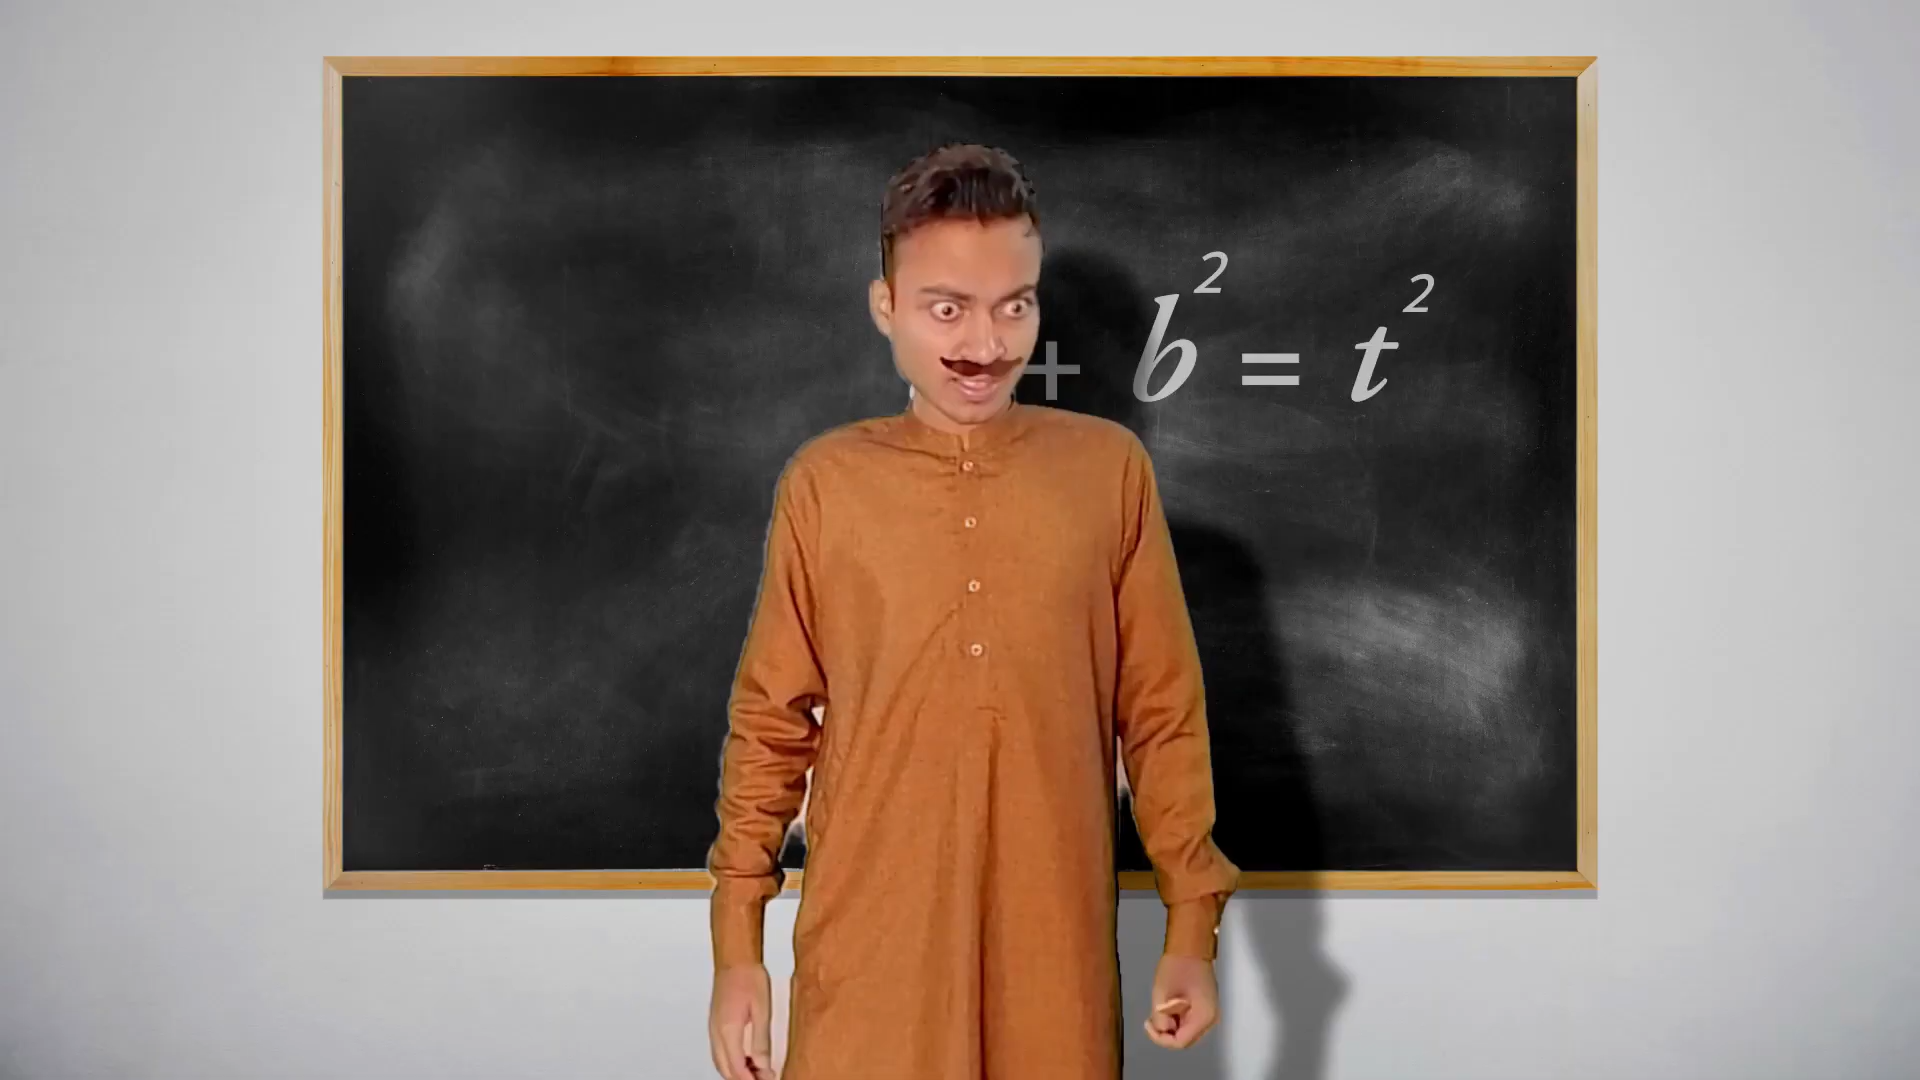 + b² = t²